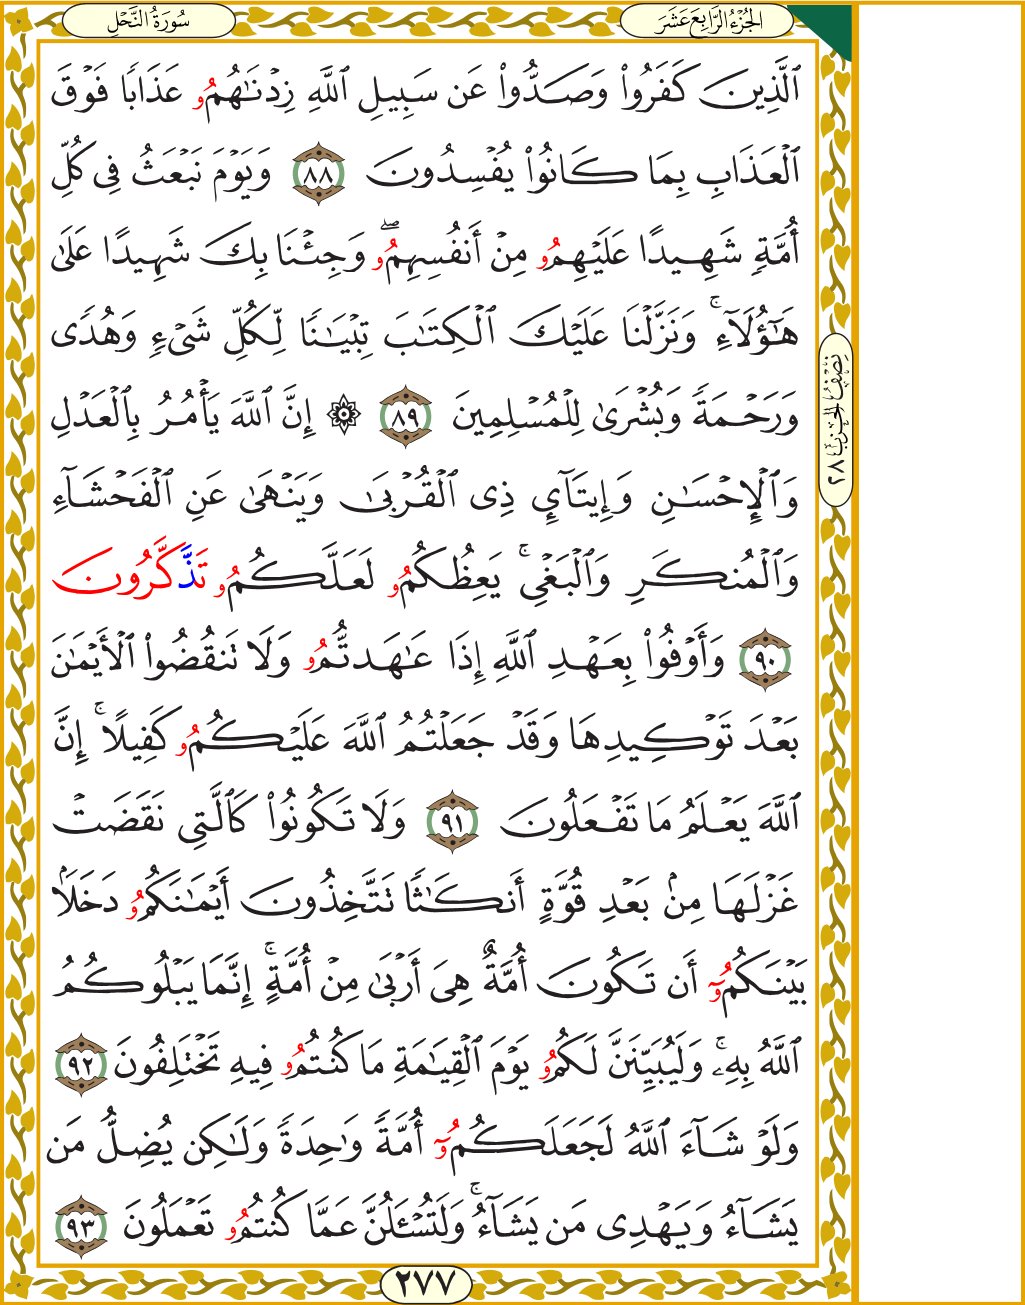 الجُزْءُ الرَّابِعَ عَشَرَ
سُورَةُ النَّحْلِ
ٱلَّذِينَ كَفَرُواْ وَصَدُّواْ عَن سَبِيلِ ٱللَّهِ زِدۡنَٰهُمُۥ عَذَابٗا فَوۡقَ
ٱلۡعَذَابِ بِمَا كَانُواْ يُفۡسِدُونَ ٨٨ وَيَوۡمَ نَبۡعَثُ فِي كُلِّ
أُمَّةٖ شَهِيدًا عَلَيۡهِمُۥ مِنۡ أَنفُسِهِمُۥۖ وَجِئۡنَا بِكَ شَهِيدًا عَلَىٰ
هَٰٓؤُلَآءِۚ وَنَزَّلۡنَا عَلَيۡكَ ٱلۡكِتَٰبَ تِبۡيَٰنٗا لِّكُلِّ شَيۡءٖ وَهُدٗى
وَرَحۡمَةٗ وَبُشۡرَىٰ لِلۡمُسۡلِمِينَ ٨٩ ۞ إِنَّ ٱللَّهَ يَأۡمُرُ بِٱلۡعَدۡلِ
وَٱلۡإِحۡسَٰنِ وَإِيتَآيِٕ ذِي ٱلۡقُرۡبَىٰ وَيَنۡهَىٰ عَنِ ٱلۡفَحۡشَآءِ
وَٱلۡمُنكَرِ وَٱلۡبَغۡيِۚ يَعِظُكُمُۥ لَعَلَّكُمُۥ تَذَّكَّرُونَ
٩٠ وَأَوۡفُواْ بِعَهۡدِ ٱللَّهِ إِذَا عَٰهَدتُّمُۥ وَلَا تَنقُضُواْ ٱلۡأَيۡمَٰنَ
بَعۡدَ تَوۡكِيدِهَا وَقَدۡ جَعَلۡتُمُ ٱللَّهَ عَلَيۡكُمُۥ كَفِيلًاۚ إِنَّ
ٱللَّهَ يَعۡلَمُ مَا تَفۡعَلُونَ ٩١ وَلَا تَكُونُواْ كَٱلَّتِي نَقَضَتۡ
غَزۡلَهَا مِنۢ بَعۡدِ قُوَّةٍ أَنكَٰثٗا تَتَّخِذُونَ أَيۡمَٰنَكُمُۥ دَخَلَۢا
بَيۡنَكُمُۥٓ أَن تَكُونَ أُمَّةٌ هِيَ أَرۡبَىٰ مِنۡ أُمَّةٍۚ إِنَّمَا يَبۡلُوكُمُ
ٱللَّهُ بِهِۦۚ وَلَيُبَيِّنَنَّ لَكُمُۥ يَوۡمَ ٱلۡقِيَٰمَةِ مَا كُنتُمُۥ فِيهِ تَخۡتَلِفُونَ ٩٢
وَلَوۡ شَآءَ ٱللَّهُ لَجَعَلَكُمُۥٓ أُمَّةٗ وَٰحِدَةٗ وَلَٰكِن يُضِلُّ مَن
يَشَآءُ وَيَهۡدِي مَن يَشَآءُۚ وَلَتُسۡـَٔلُنَّ عَمَّا كُنتُمُۥ تَعۡمَلُونَ ٩٣
نِصْفُ الحِزْبِ ٢٨
٢٧٧